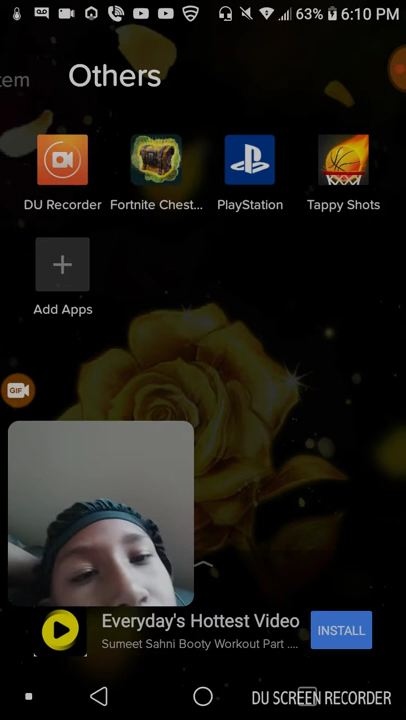 63% 6:10 PM
tem Others
DU Recorder Fortnite Chest... PlayStation Tappy Shots
Add Apps
GIF
Everyday's Hottest Video
Sumeet Sahni Booty Workout Part ....
INSTALL
DU SCREEN RECORDER